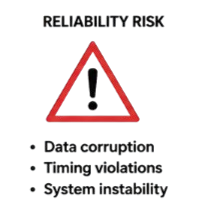 RELIABILITY RISK
!
• Data corruption
• Timing violations
• System instability